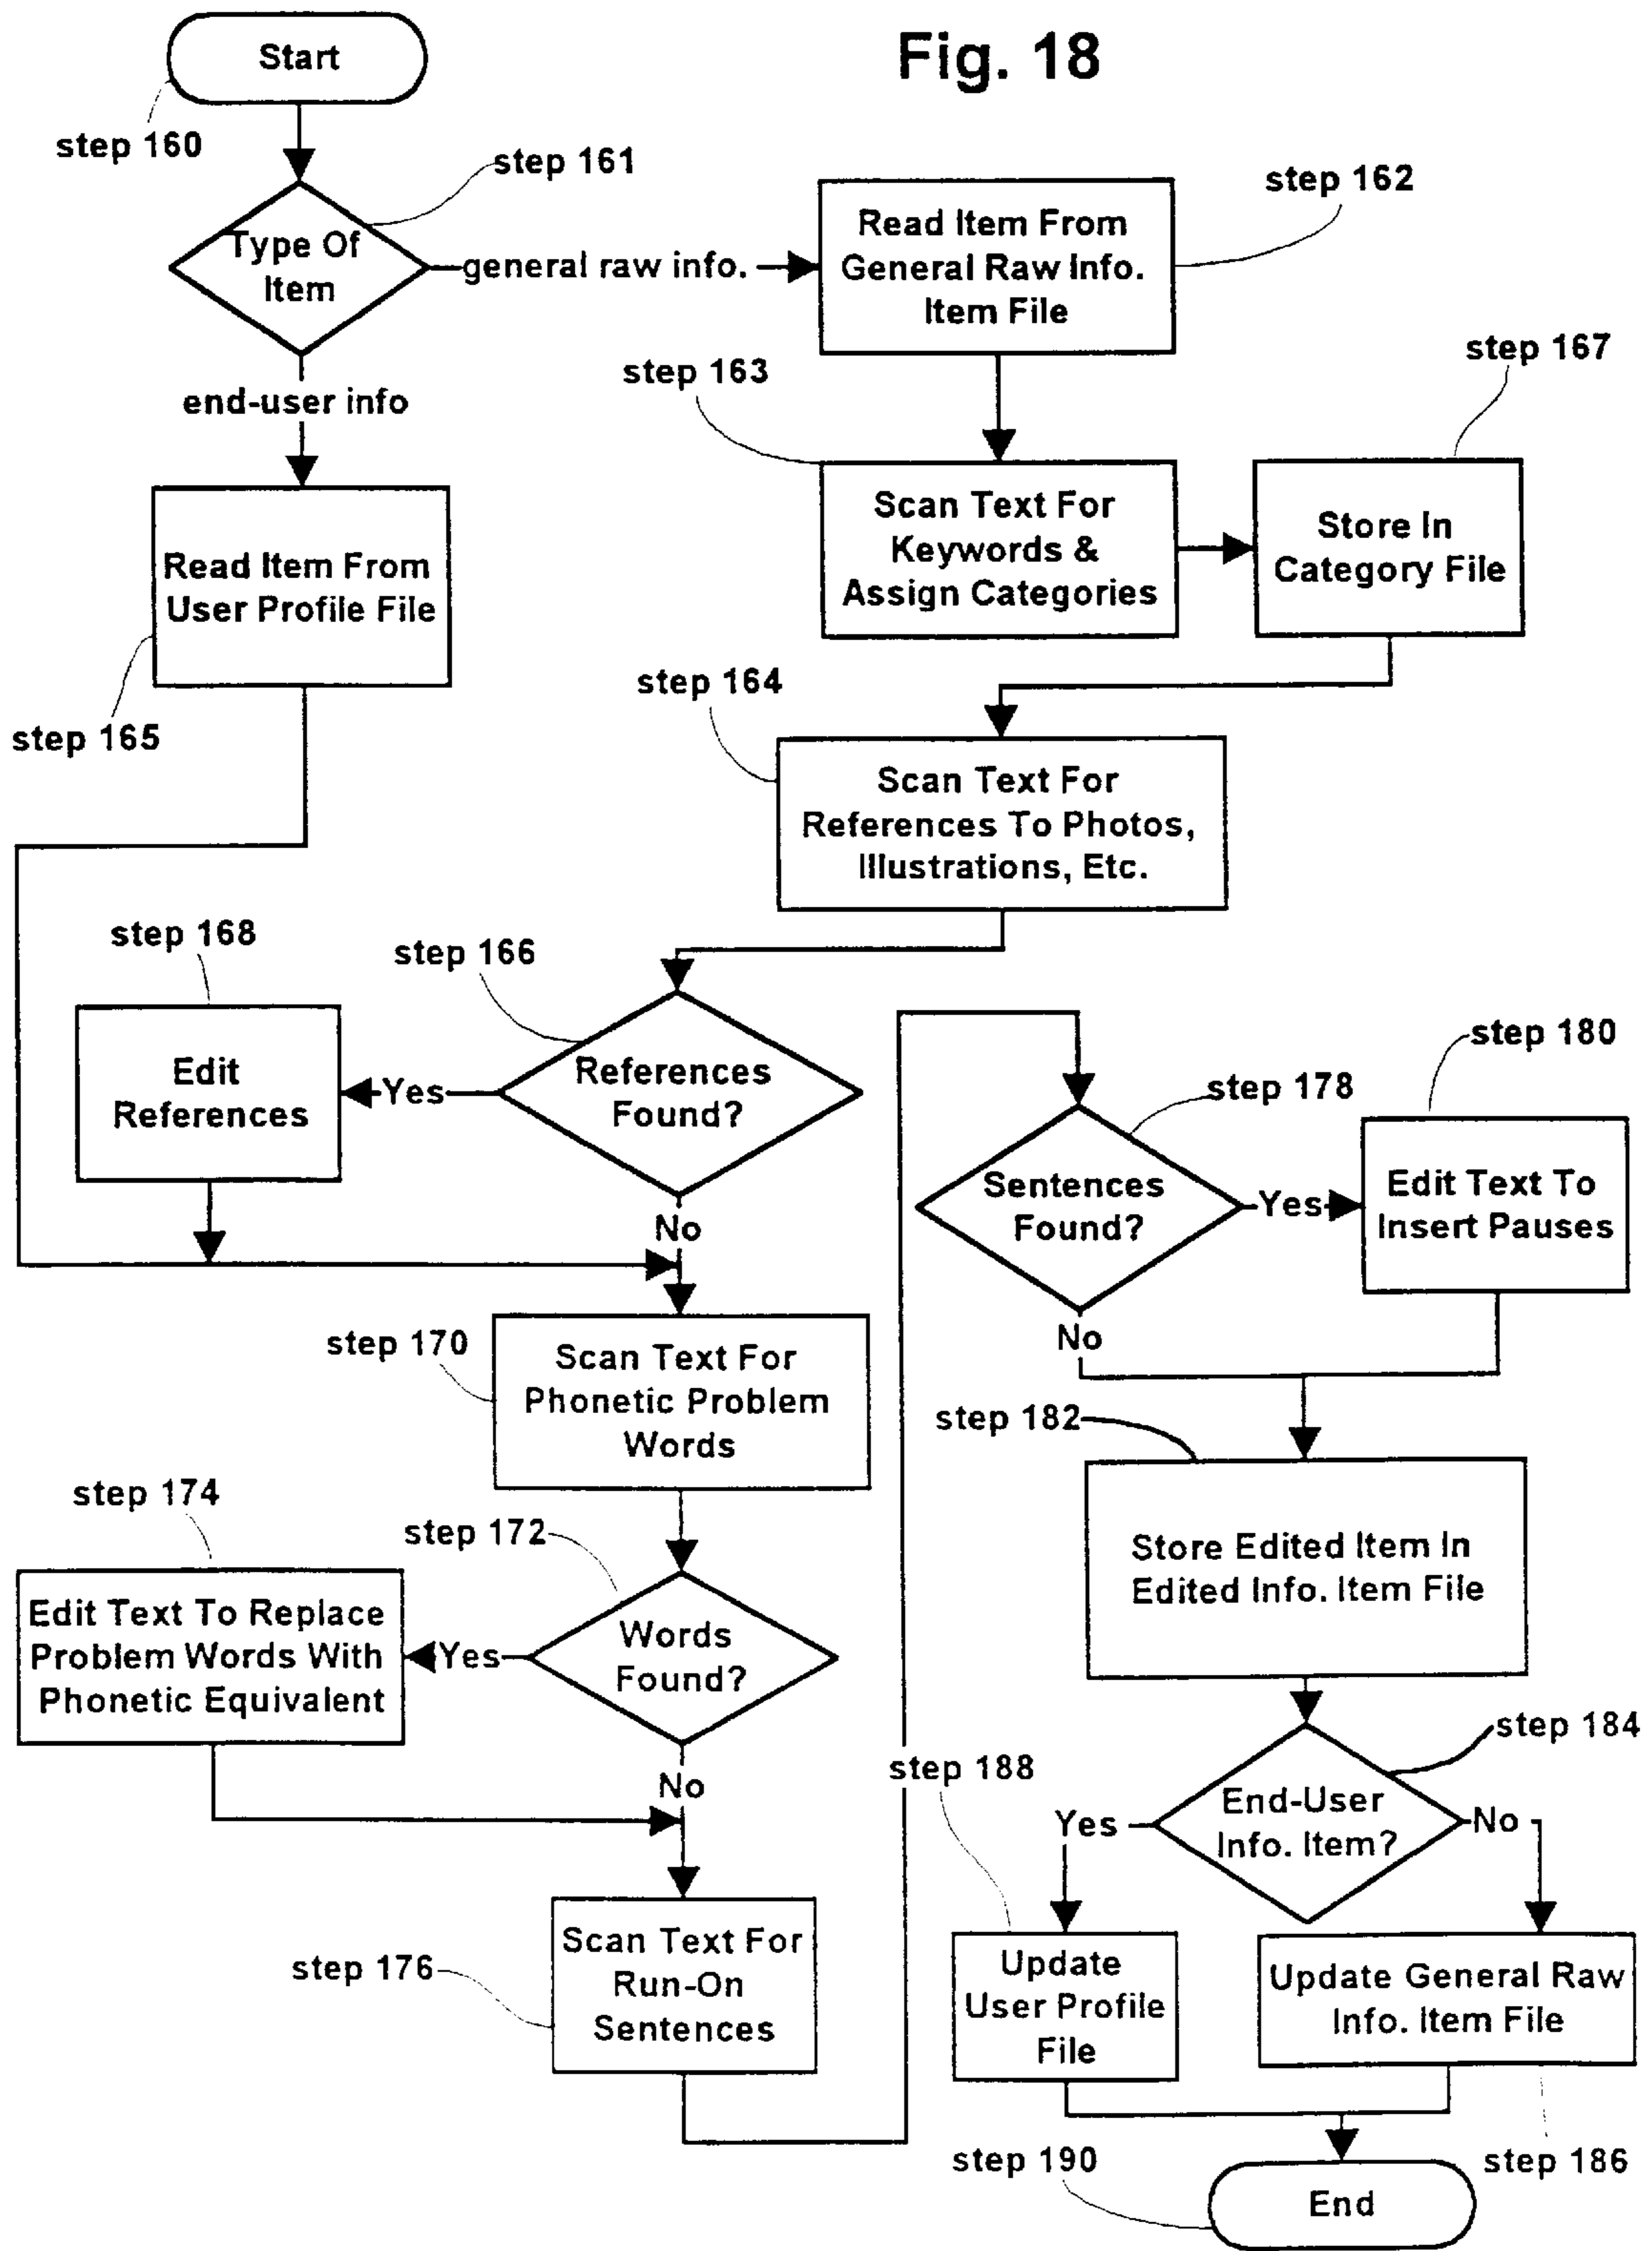 Fig. 18
Start
step 160
step 161
Type Of
Item
general raw info.
step 162
Read Item From
General Raw Info.
Item File
end-user info
step 163
step 167
Scan Text For
Keywords &
Assign Categories
Store In
Category File
Read Item From
User Profile File
step 165
step 164
Scan Text For
References To Photos,
Illustrations, Etc.
step 168
step 166
Edit
References
Yes
References
Found?
No
step 180
step 178
Sentences
Found?
Yes
Edit Text To
Insert Pauses
No
step 170
Scan Text For
Phonetic Problem
Words
step 182
Store Edited Item In
Edited Info. Item File
step 174
step 172
Edit Text To Replace
Problem Words With
Phonetic Equivalent
Yes
Words
Found?
No
step 184
step 188
End-User
Info. Item?
Yes
No
step 176
Scan Text For
Run-On
Sentences
Update
User Profile
File
Update General Raw
Info. Item File
step 190
step 186
End